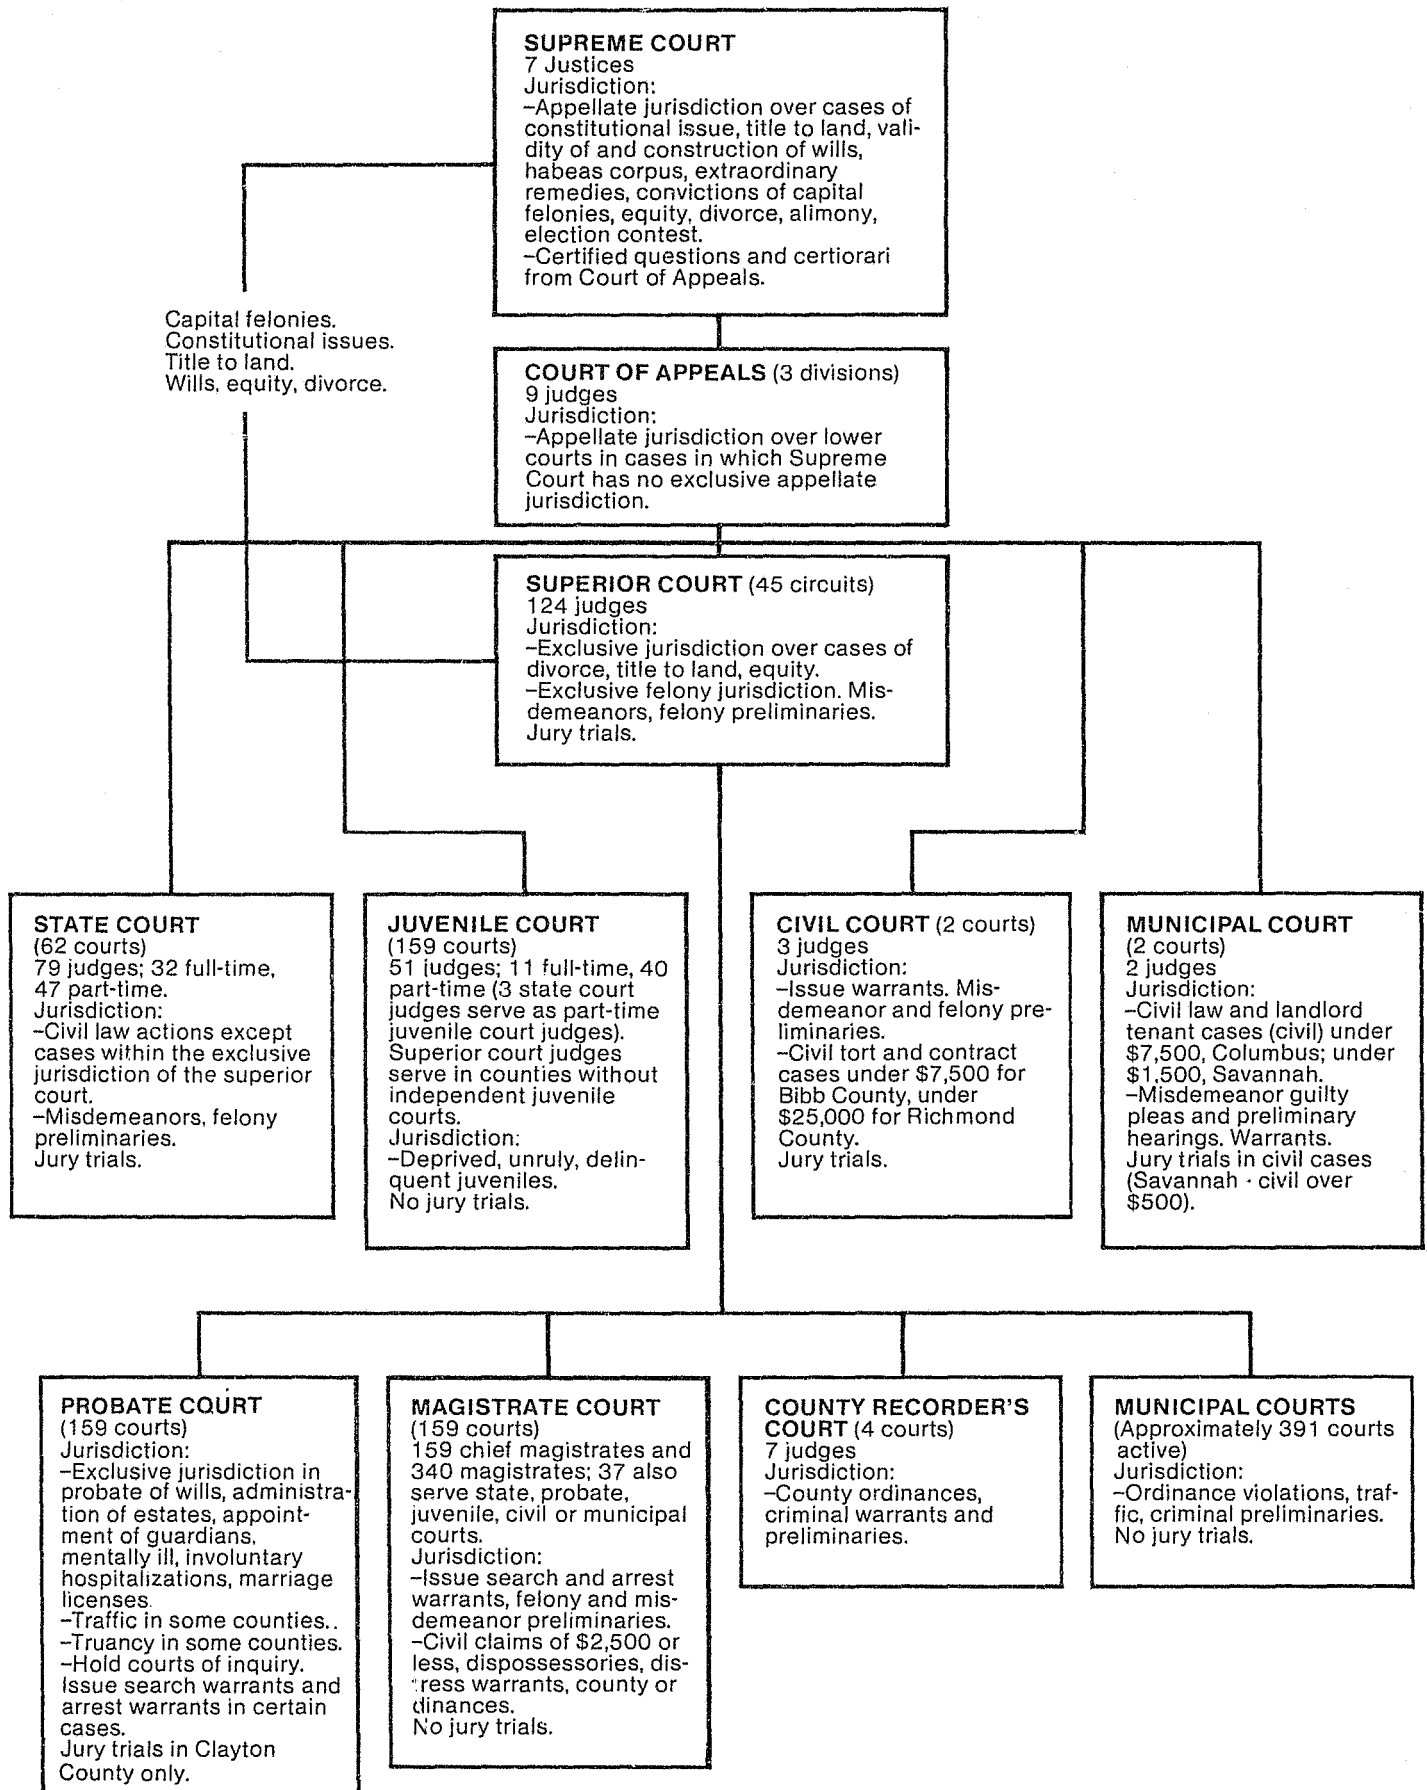 SUPREME COURT
7 Justices
Jurisdiction:
–Appellate jurisdiction over cases of
constitutional issue, title to land, vali-
dity of and construction of wills,
habeas corpus, extraordinary
remedies, convictions of capital
felonies, equity, divorce, alimony,
election contest.
–Certified questions and certiorari
from Court of Appeals.
Capital felonies.
Constitutional issues.
Title to land.
Wills, equity, divorce.
COURT OF APPEALS (3 divisions)
9 judges
Jurisdiction:
–Appellate jurisdiction over lower
courts in cases in which Supreme
Court has no exclusive appellate
jurisdiction.
SUPERIOR COURT (45 circuits)
124 judges
Jurisdiction:
–Exclusive jurisdiction over cases of
divorce, title to land, equity.
–Exclusive felony jurisdiction. Mis-
demeanors, felony preliminaries.
Jury trials.
STATE COURT
(62 courts)
79 judges; 32 full-time,
47 part-time.
Jurisdiction:
–Civil law actions except
cases within the exclusive
jurisdiction of the superior
court.
–Misdemeanors, felony
preliminaries.
Jury trials.
JUVENILE COURT
(159 courts)
51 judges; 11 full-time, 40
part-time (3 state court
judges serve as part-time
juvenile court judges).
Superior court judges
serve in counties without
independent juvenile
courts.
Jurisdiction:
–Deprived, unruly, delin-
quent juveniles.
No jury trials.
CIVIL COURT (2 courts)
3 judges
Jurisdiction:
–Issue warrants. Mis-
demeanor and felony pre-
liminaries.
–Civil tort and contract
cases under $7,500 for
Bibb County, under
$25,000 for Richmond
County.
Jury trials.
MUNICIPAL COURT
(2 courts)
2 judges
Jurisdiction:
–Civil law and landlord
tenant cases (civil) under
$7,500, Columbus; under
$1,500, Savannah.
–Misdemeanor guilty
pleas and preliminary
hearings. Warrants.
Jury trials in civil cases
(Savannah · civil over
$500).
PROBATE COURT
(159 courts)
Jurisdiction:
–Exclusive jurisdiction in
probate of wills, administra-
tion of estates, appoint-
ment of guardians,
mentally ill, involuntary
hospitalizations, marriage
licenses.
–Traffic in some counties..
–Truancy in some counties.
–Hold courts of inquiry.
Issue search warrants and
arrest warrants in certain
cases.
Jury trials in Clayton
County only.
MAGISTRATE COURT
(159 courts)
159 chief magistrates and
340 magistrates; 37 also
serve state, probate,
juvenile, civil or municipal
courts.
Jurisdiction:
–Issue search and arrest
warrants, felony and mis-
demeanor preliminaries.
–Civil claims of $2,500 or
less, dispossessories, dis-
tress warrants, county or
dinances.
No jury trials.
COUNTY RECORDER'S
COURT (4 courts)
7 judges
Jurisdiction:
–County ordinances,
criminal warrants and
preliminaries.
MUNICIPAL COURTS
(Approximately 391 courts
active)
Jurisdiction:
–Ordinance violations, traf-
fic, criminal preliminaries.
No jury trials.